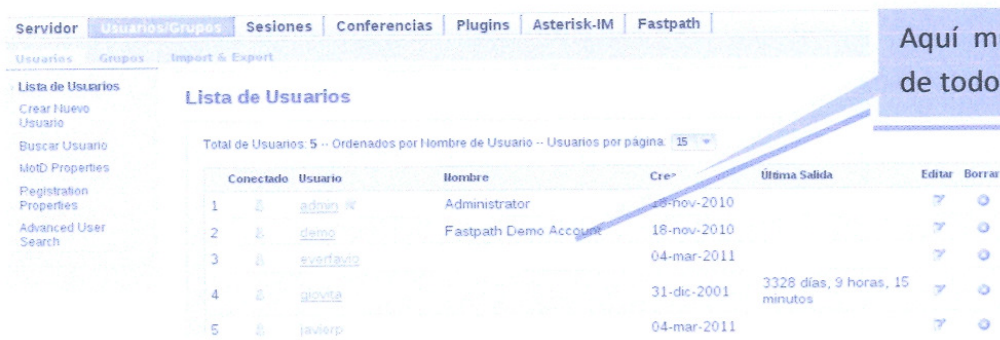 Servidor Usuarios/Grupos Sesiones Conferencias Plugins Asterisk-IM Fastpath
Usuarios Grupos Import & Export
Aquí
de todo
Lista de Usuarios
Crear Nuevo
Usuario
Buscar Usuario
MotD Properties
Registration
Properties
Advanced User
Search
Lista de Usuarios
Total de Usuarios: 5 -- Ordenados por Nombre de Usuario -- Usuarios por página: 15
Conectado Usuario Nombre Última Salida Editar Borrar
1 admin Administrator 18-nov-2010
2 demo Fastpath Demo Account 18-nov-2010
3 everfavio 04-mar-2011
4 giovita 31-dic-2001 3328 días, 9 horas, 15
minutos
5 javierp 04-mar-2011